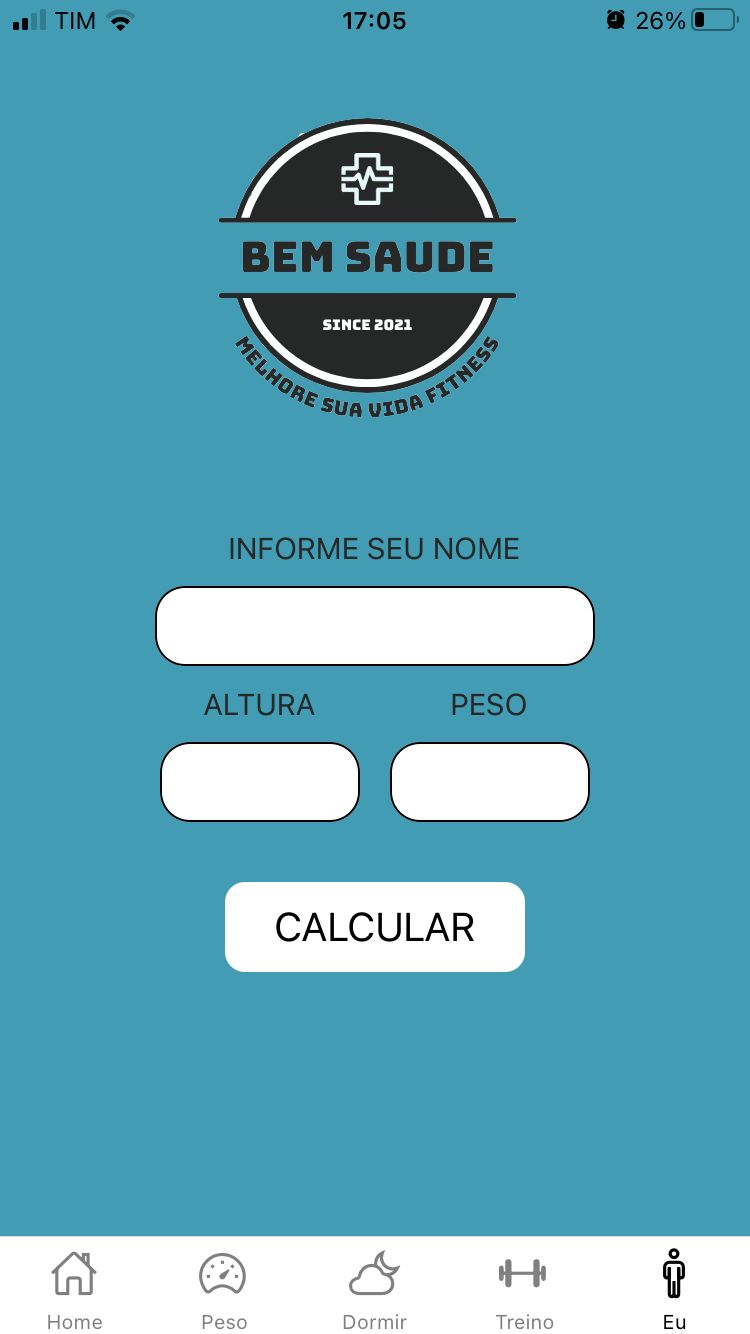 TIM 17:05 26%
BEM SAUDE
SINCE 2021
MELHORE SUA VIDA FITNESS
INFORME SEU NOME
ALTURA PESO
CALCULAR
Home Peso Dormir Treino Eu